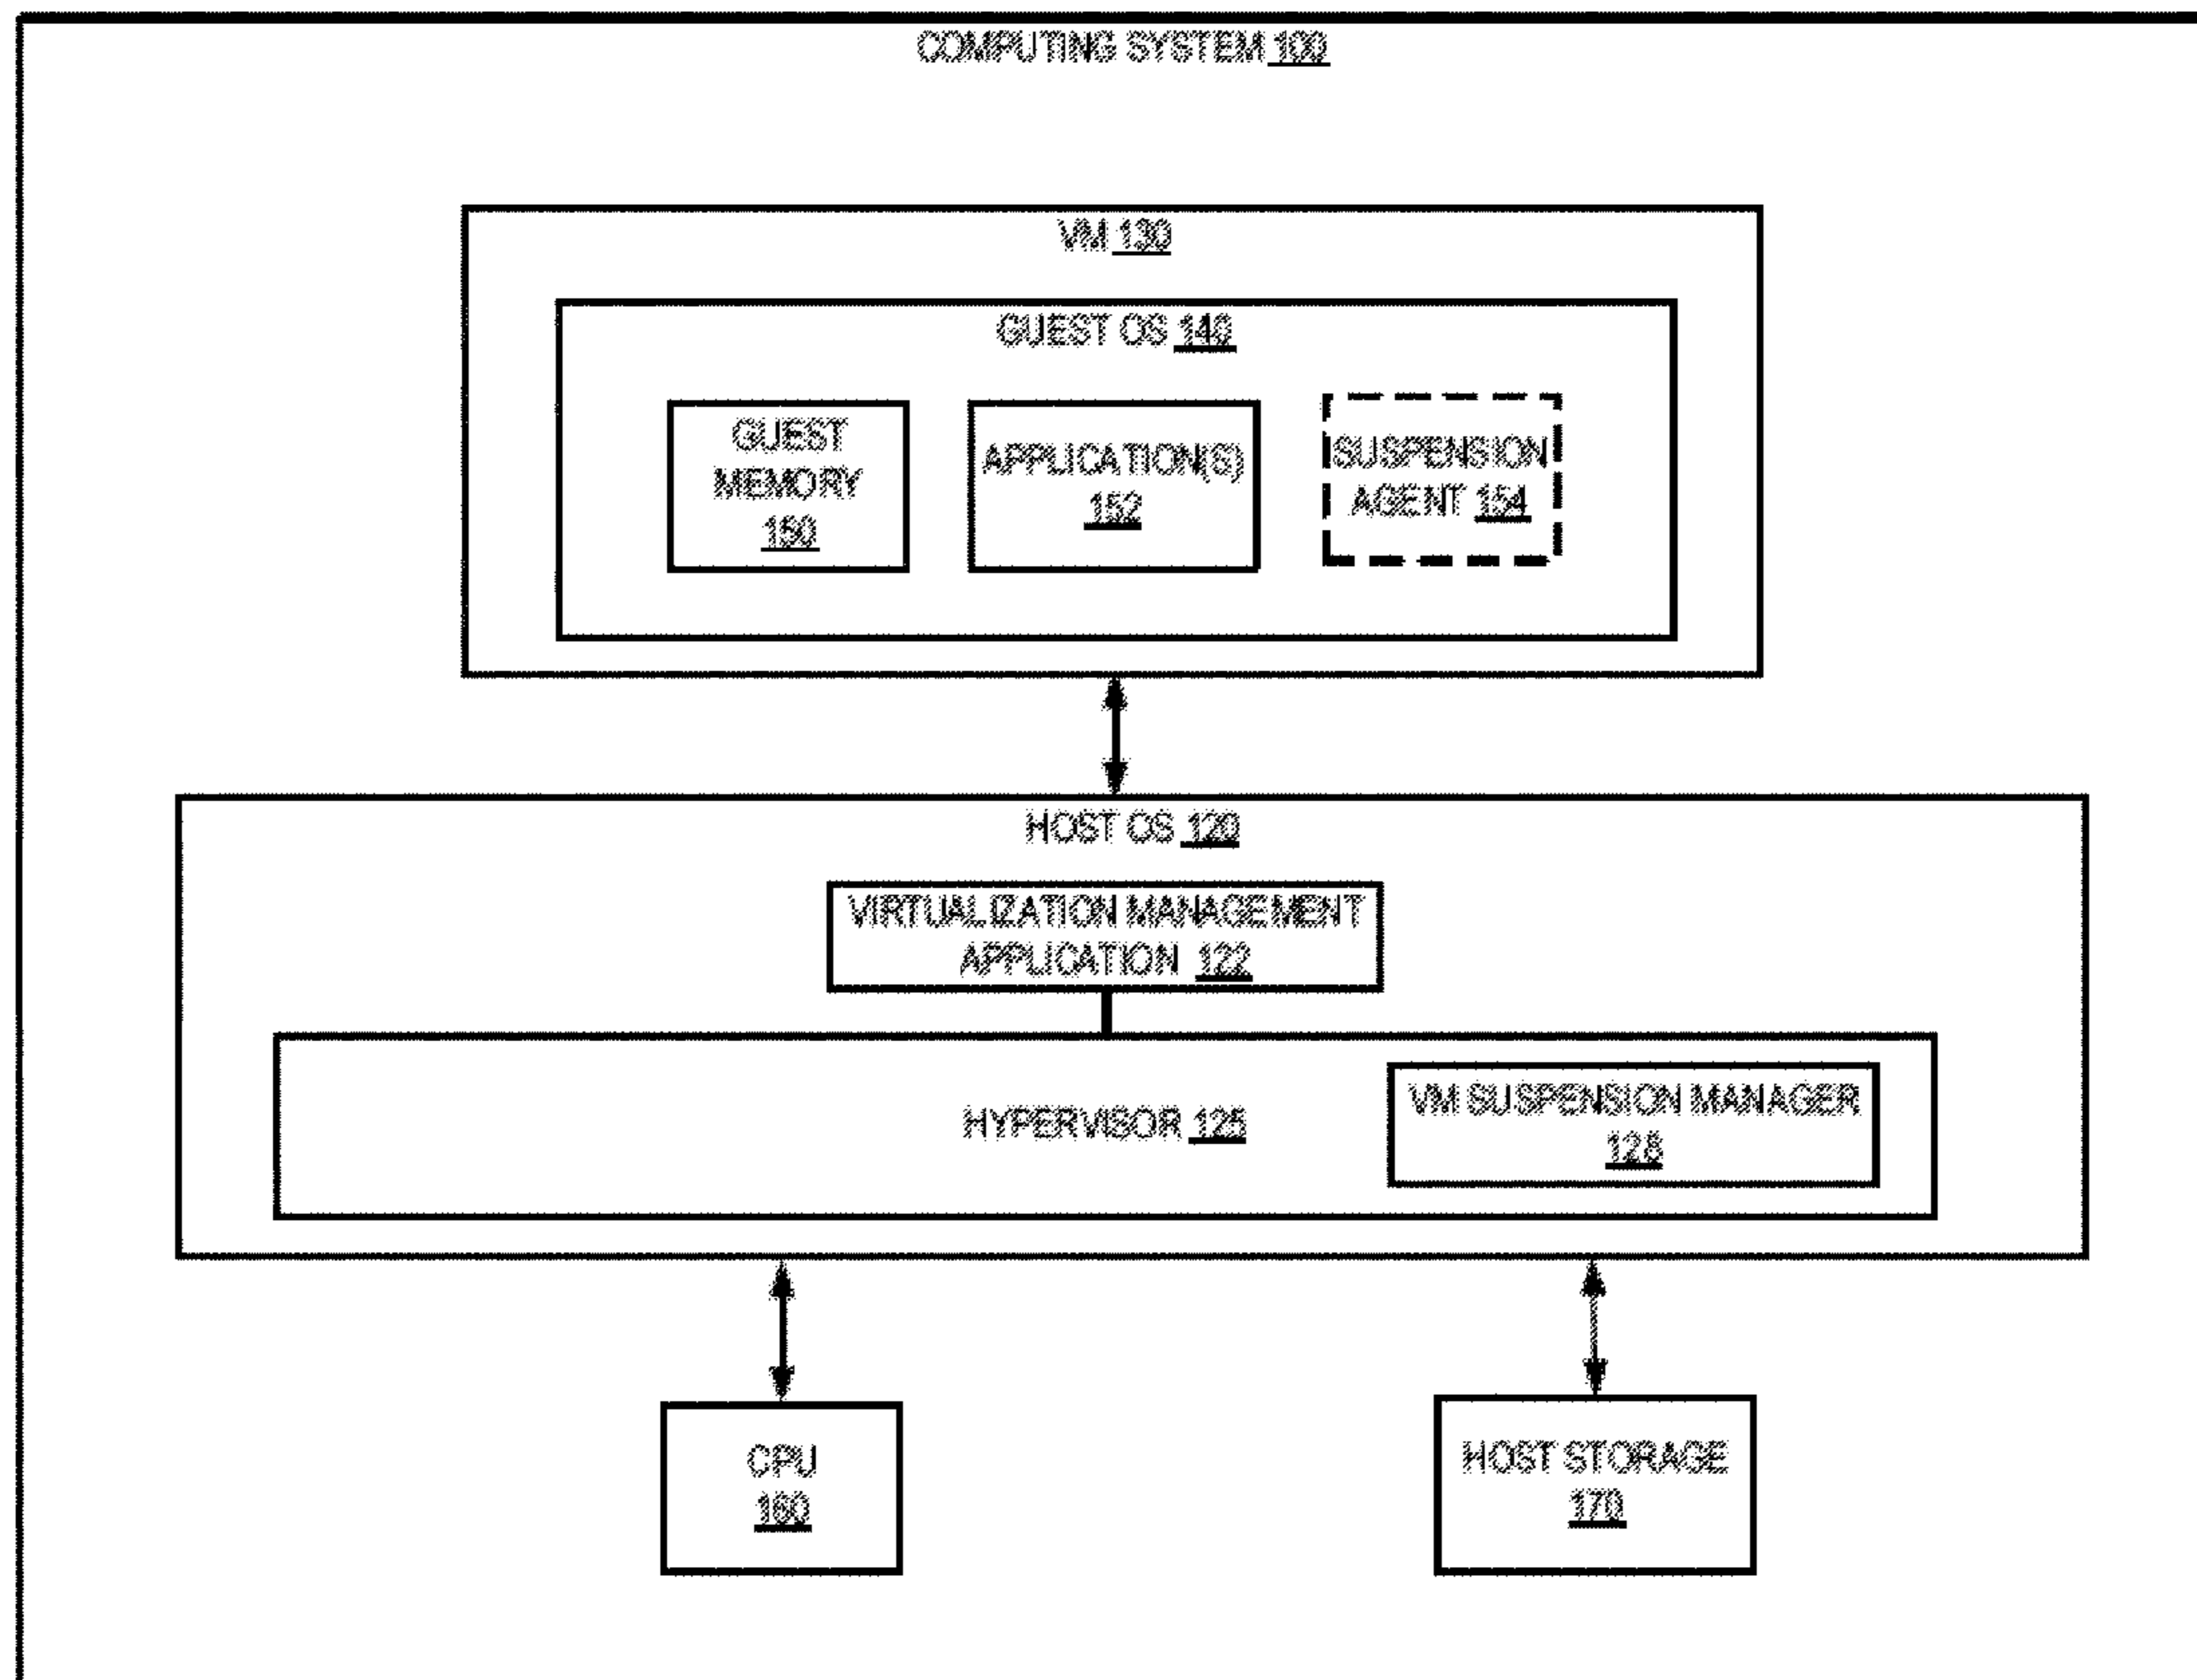 COMPUTING SYSTEM 100
VM 130
GUEST OS 140
GUEST
MEMORY
150
APPLICATION(S)
152
SUSPENSION
AGENT 154
HOST OS 120
VIRTUALIZATION MANAGEMENT
APPLICATION 122
HYPERVISOR 125
VM SUSPENSION MANAGER
128
CPU
160
HOST STORAGE
170